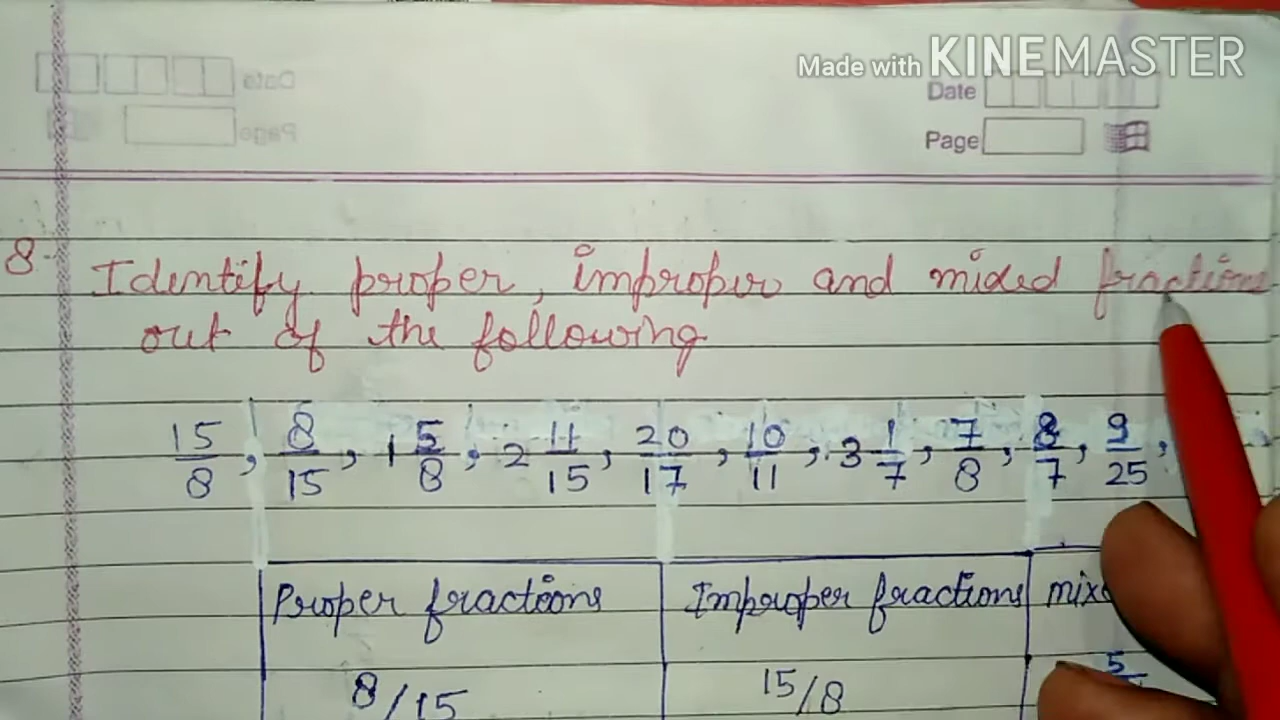 Made with KINEMASTER
Date
Page
8. Identify proper, improper and mixed fractions
out of the following
15/8, 8/15, 1 5/8, 2 11/15, 20/17, 10/11, 3 1/7, 7/8, 8/7, 9/25,
Proper fractions Improper fractions
8/15 15/8